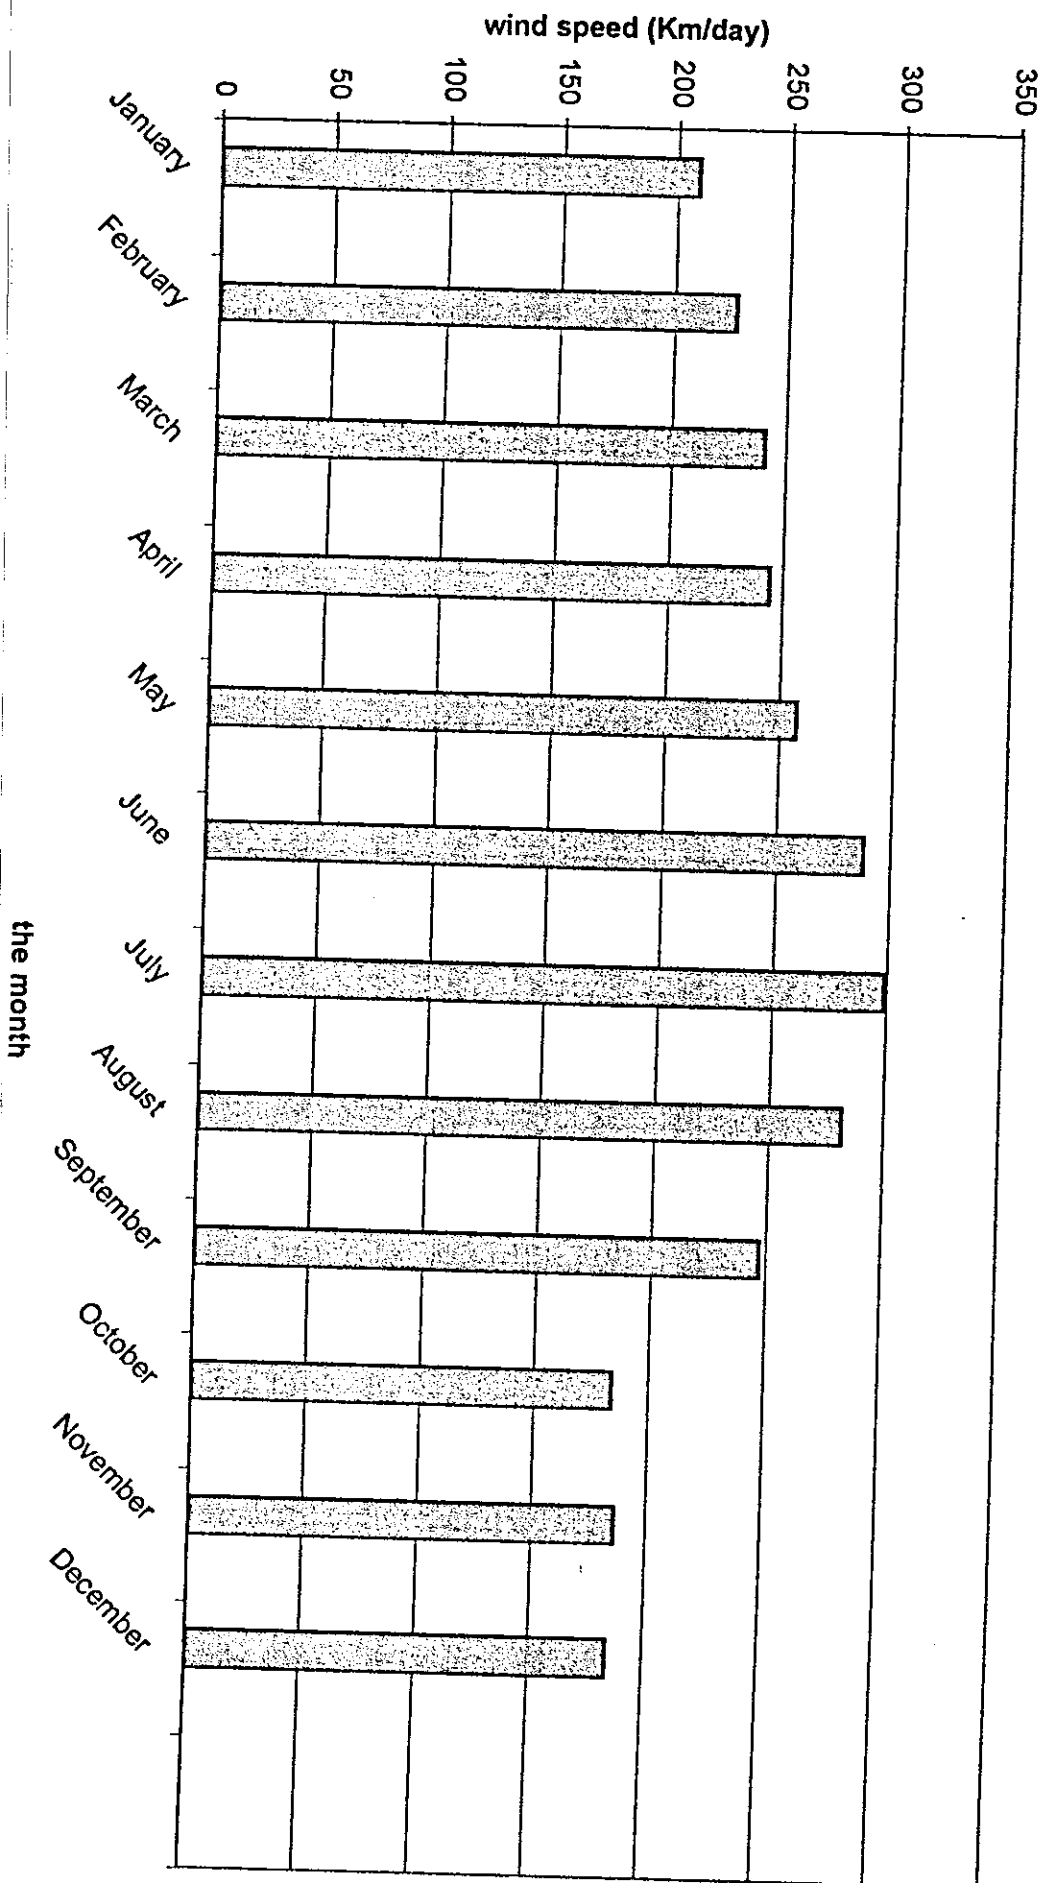 wind speed (Km/day)
350
300
250
200
150
100
50
0
January
February
March
April
May
June
July
August
September
October
November
December
the month